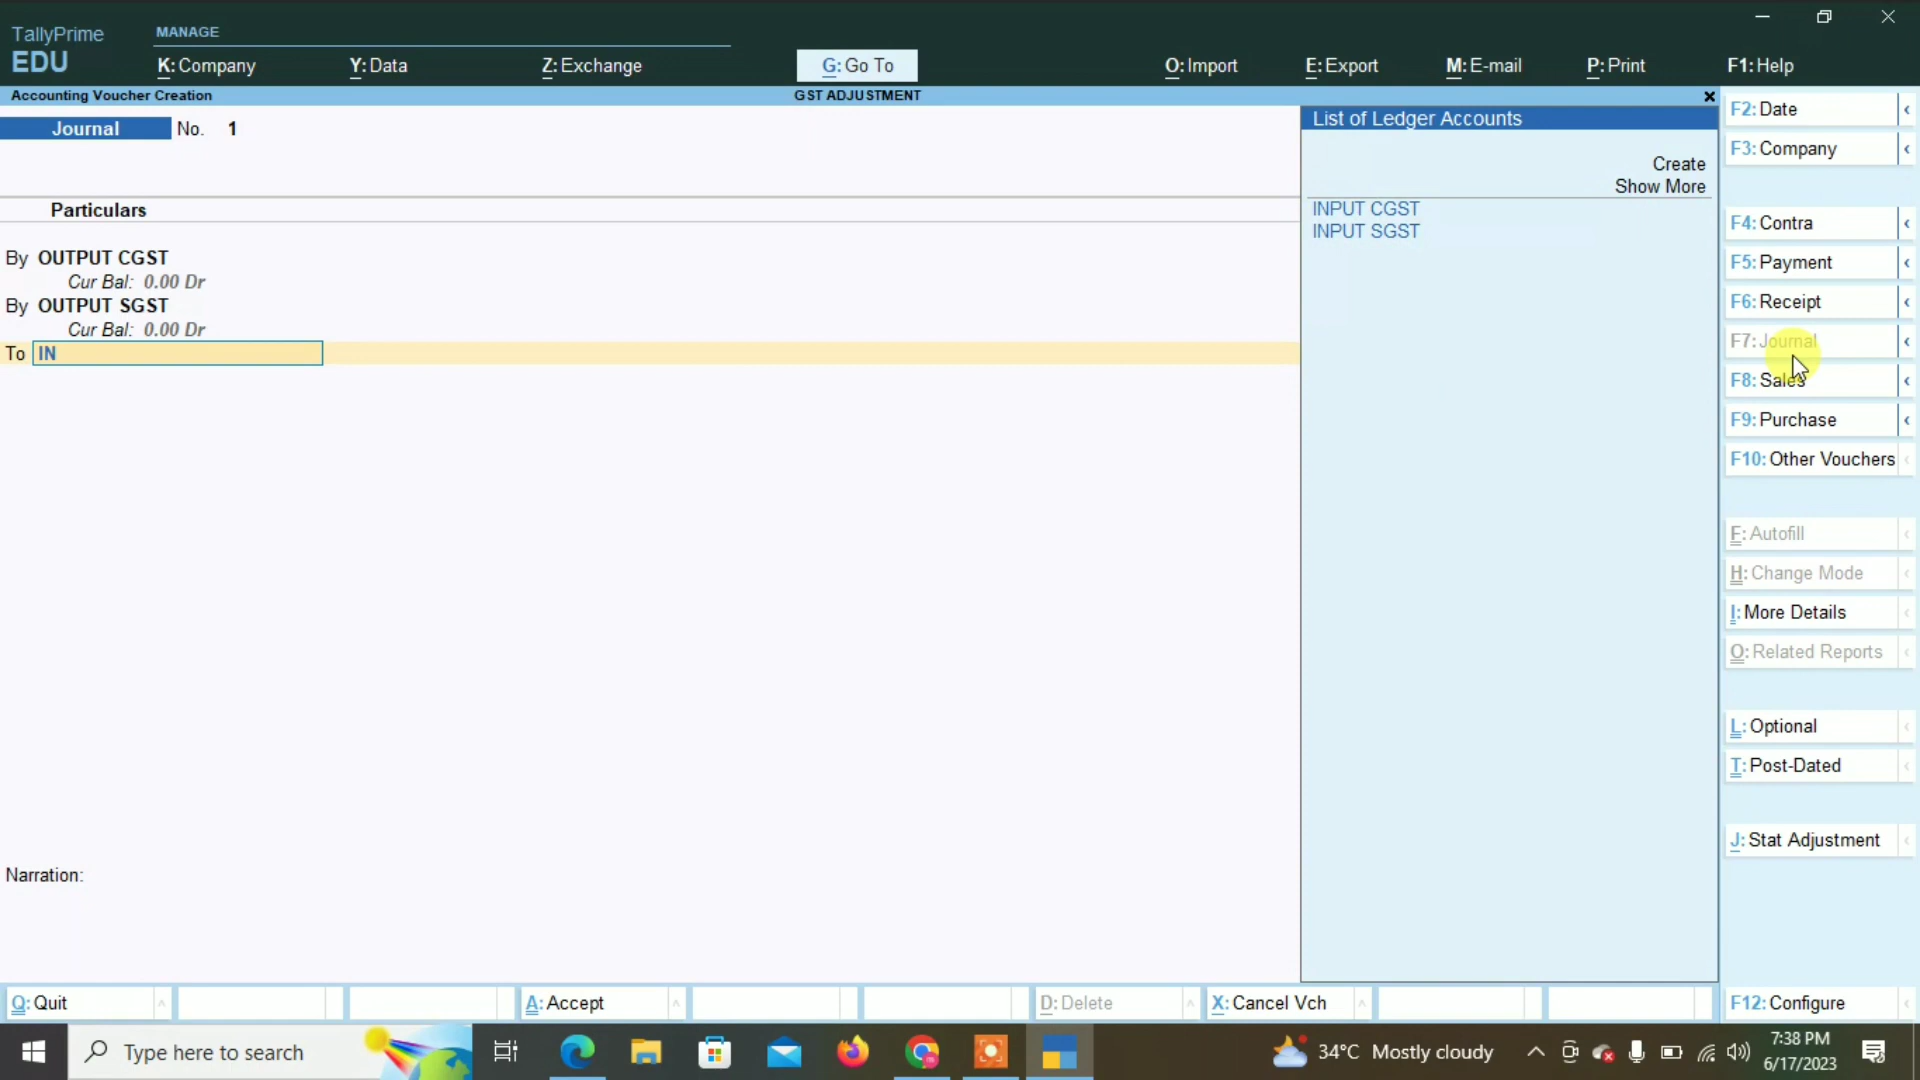 TallyPrime
EDU
MANAGE
K: Company
Y: Data
Z: Exchange
G: Go To
O: Import
E: Export
M: E-mail
P: Print
F1: Help
Accounting Voucher Creation
GST ADJUSTMENT
Journal No. 1
Particulars
By OUTPUT CGST
Cur Bal: 0.00 Dr
By OUTPUT SGST
Cur Bal: 0.00 Dr
To IN
Narration:
List of Ledger Accounts
Create
Show More
INPUT CGST
INPUT SGST
F2: Date
F3: Company
F4: Contra
F5: Payment
F6: Receipt
F7: Journal
F8: Sales
F9: Purchase
F10: Other Vouchers
F: Autofill
H: Change Mode
I: More Details
O: Related Reports
L: Optional
T: Post-Dated
J: Stat Adjustment
Q: Quit
A: Accept
D: Delete
X: Cancel Vch
F12: Configure
Type here to search
34°C Mostly cloudy
7:38 PM
6/17/2023